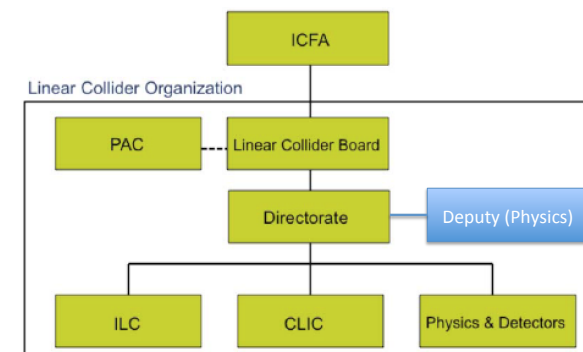 ICFA
Linear Collider Organization
PAC
Linear Collider Board
Directorate
Deputy (Physics)
ILC
CLIC
Physics & Detectors